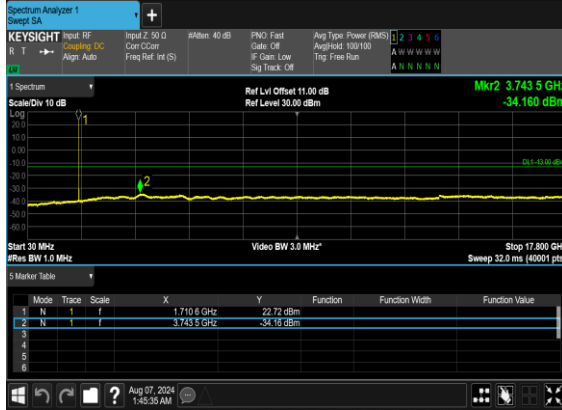 Spectrum Analyzer 1
Swept SA
+
KEYSIGHT Input: RF Input Z: 50 Ω #Atten: 40 dB PNO: Fast Avg Type: Power (RMS) 1 2 3 4 5 6
R T Coupling: DC Corr CCorr Gate: Off Avg|Hold: 100/100 A W W W W W
Align: Auto Freq Ref: Int (S) IF Gain: Low Trig: Free Run
Sig Track: Off A N N N N N
1 Spectrum
Ref Lvl Offset 11.00 dB Mkr2 3.743 5 GHz
Scale/Div 10 dB Ref Level 30.00 dBm -34.160 dBm
Log
20.0 1
10.0
0.00
-10.0 DL1 -13.00 dBm
-20.0
-30.0 2
-40.0
-50.0
-60.0
Start 30 MHz Video BW 3.0 MHz* Stop 17.800 GHz
#Res BW 1.0 MHz Sweep 32.0 ms (40001 pts)
5 Marker Table
Mode Trace Scale X Y Function Function Width Function Value
1 N 1 f 1.710 6 GHz 22.72 dBm
2 N 1 f 3.743 5 GHz -34.16 dBm
3
4
5
6
? Aug 07, 2024
1:45:35 AM